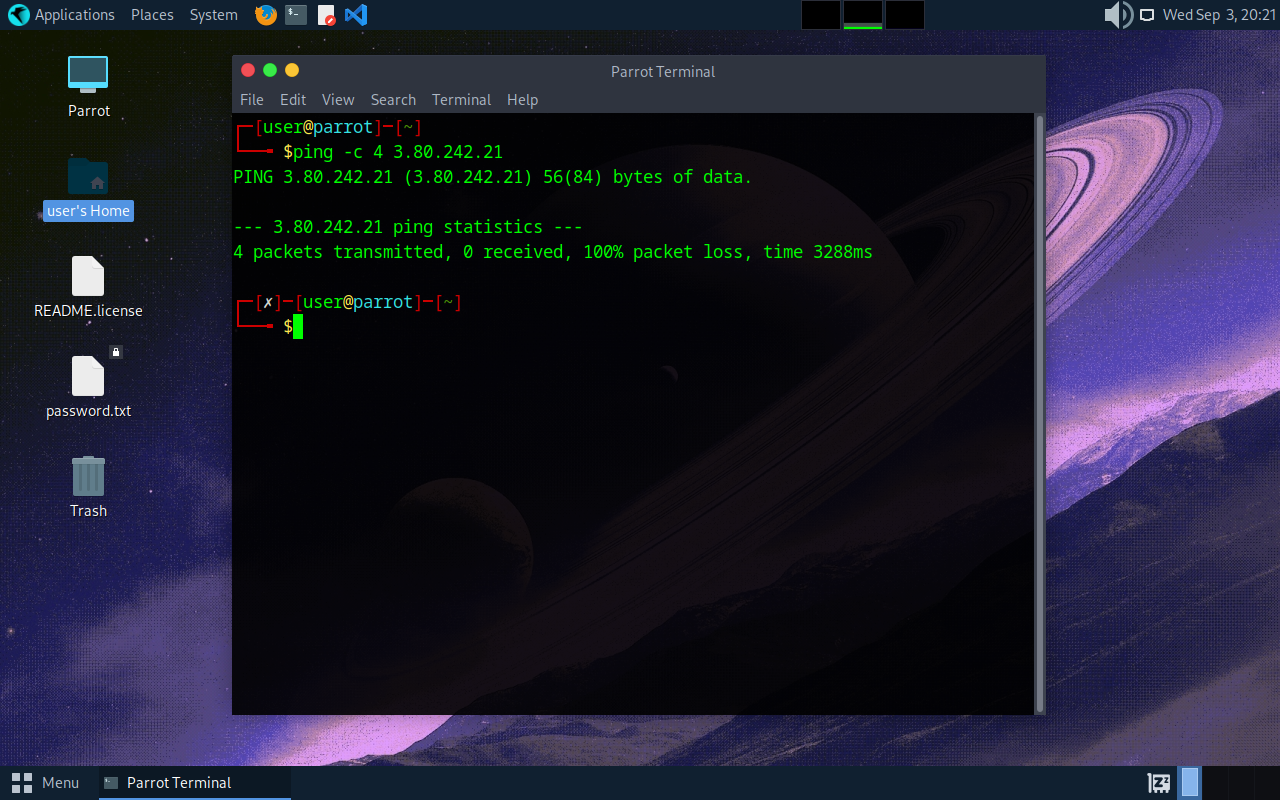 Applications Places System
Wed Sep 3, 20:21
Parrot
user's Home
README.license
password.txt
Trash
Parrot Terminal
File Edit View Search Terminal Help
┌─[user@parrot]─[~]
└──╼ $ping -c 4 3.80.242.21
PING 3.80.242.21 (3.80.242.21) 56(84) bytes of data.
--- 3.80.242.21 ping statistics ---
4 packets transmitted, 0 received, 100% packet loss, time 3288ms
┌─[✗]─[user@parrot]─[~]
└──╼ $
Menu Parrot Terminal